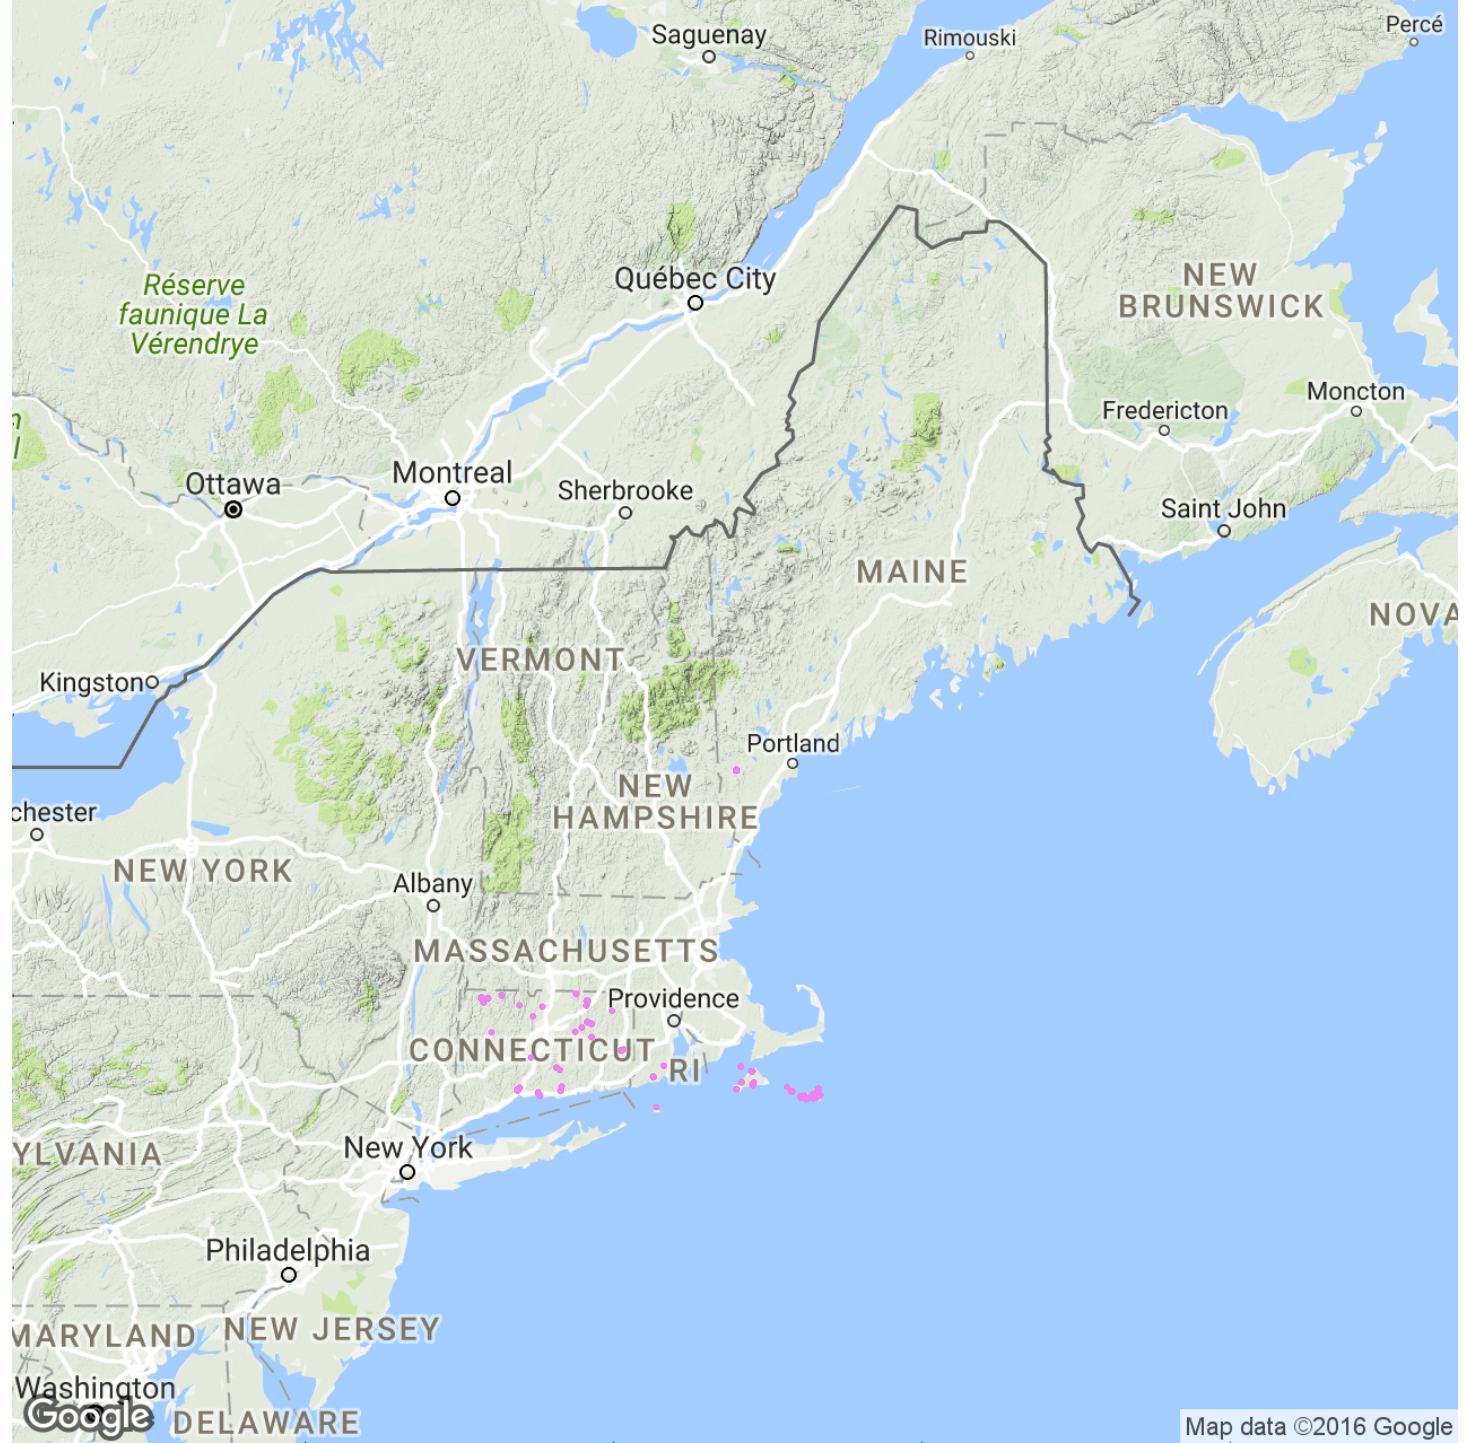 Saguenay
Rimouski
Percé
Québec City
Réserve
faunique La
Vérendrye
NEW
BRUNSWICK
Moncton
Fredericton
Montreal
Ottawa
Sherbrooke
Saint John
MAINE
NOVA
VERMONT
Kingston
Portland
NEW
HAMPSHIRE
chester
NEW YORK
Albany
MASSACHUSETTS
Providence
CONNECTICUT
RI
New York
YLVANIA
Philadelphia
MARYLAND
NEW JERSEY
Washington
Google
DELAWARE
Map data ©2016 Google